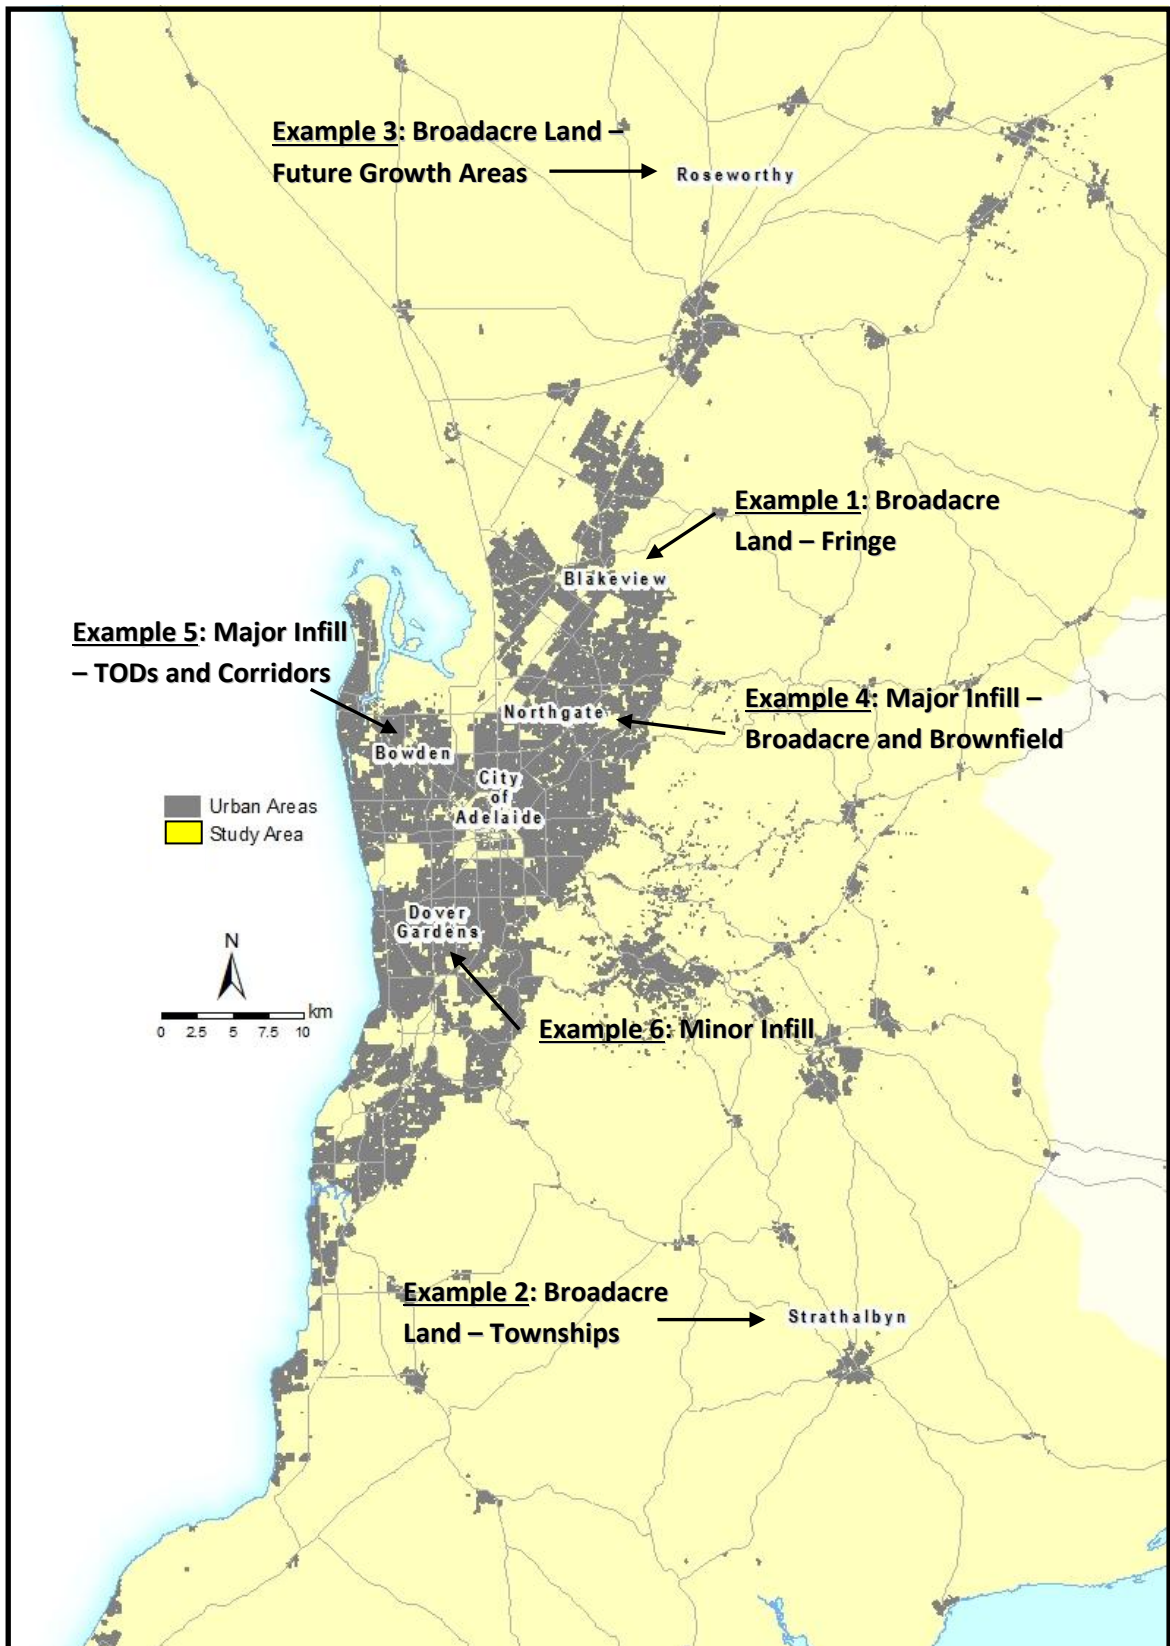 Example 3: Broadacre Land –
Future Growth Areas
Roseworthy
Example 1: Broadacre
Land – Fringe
Blakeview
Example 5: Major Infill
– TODs and Corridors
Example 4: Major Infill –
Broadacre and Brownfield
Northgate
Bowden
City
of
Adelaide
Urban Areas
Study Area
Dover
Gardens
N
km
0 2.5 5 7.5 10
Example 6: Minor Infill
Example 2: Broadacre
Land – Townships
Strathalbyn